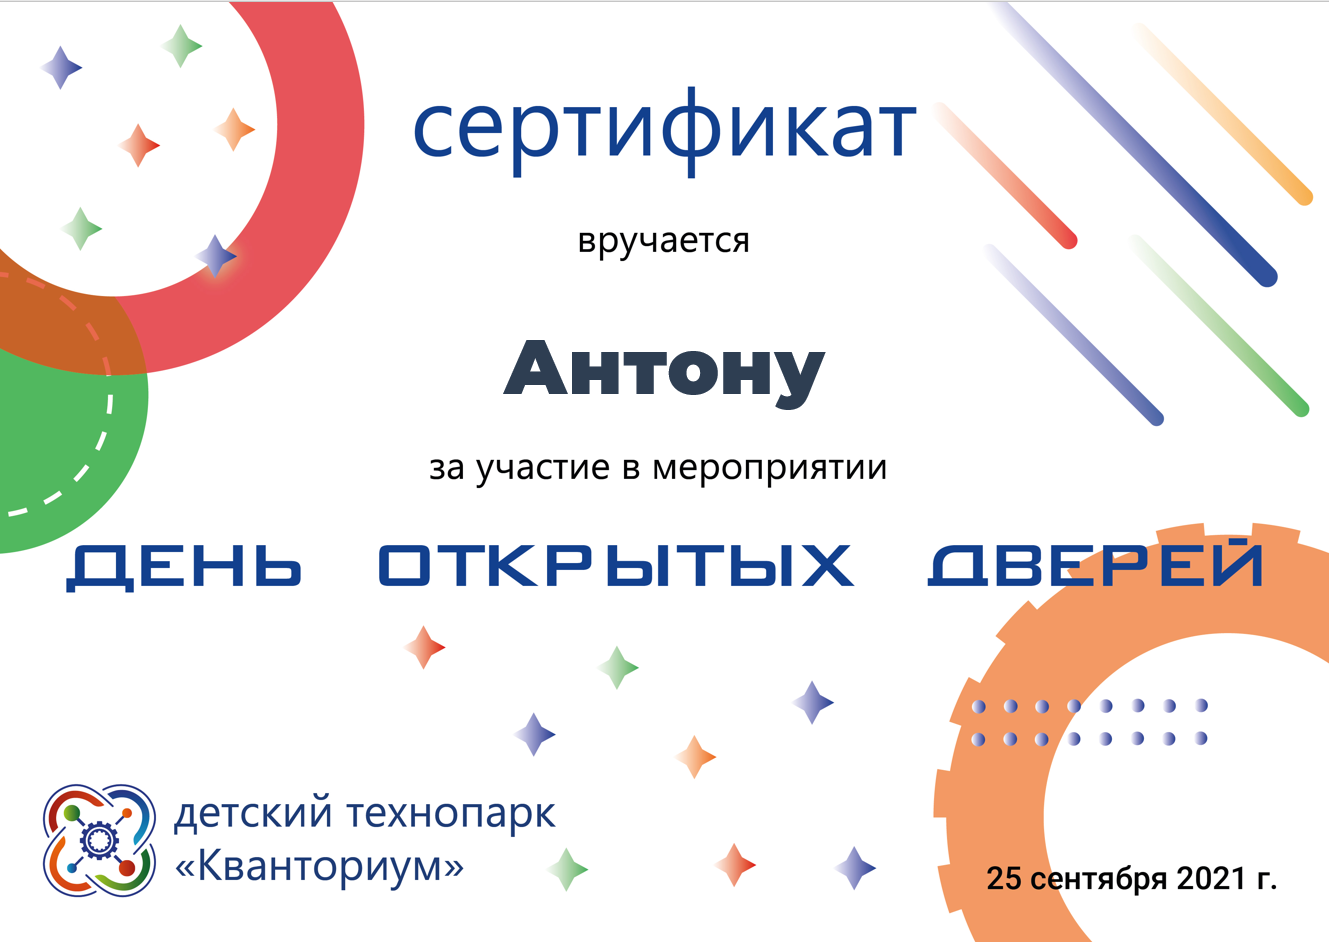 сертификат
вручается
Антону
за участие в мероприятии
ДЕНЬ ОТКРЫТЫХ ДВЕРЕЙ
детский технопарк
«Кванториум»
25 сентября 2021 г.